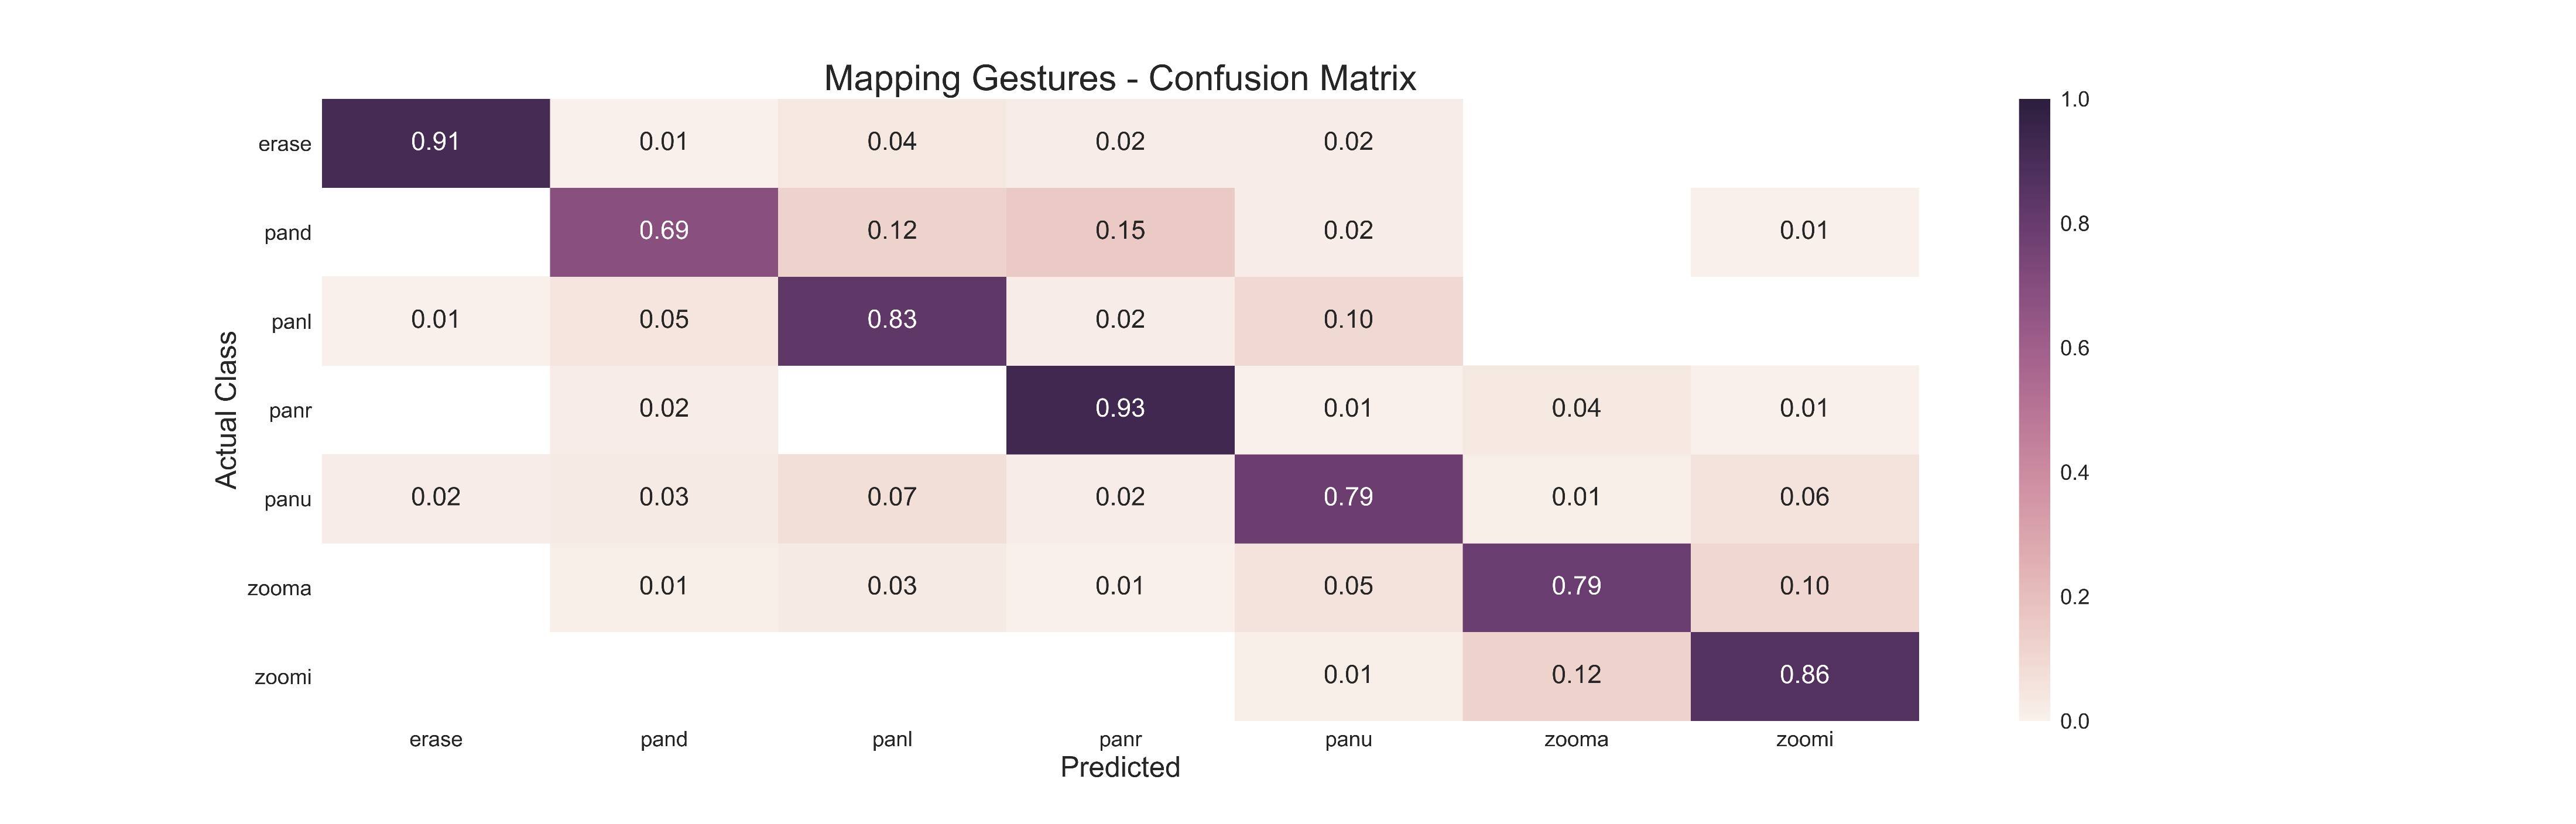 Mapping Gestures - Confusion Matrix
erase 0.91 0.01 0.04 0.02 0.02
pand 0.69 0.12 0.15 0.02 0.01
panl 0.01 0.05 0.83 0.02 0.10
panr 0.02 0.93 0.01 0.04 0.01
panu 0.02 0.03 0.07 0.02 0.79 0.01 0.06
zooma 0.01 0.03 0.01 0.05 0.79 0.10
zoomi 0.01 0.12 0.86
erase pand panl panr panu zooma zoomi
Predicted
Actual Class
1.0
0.8
0.6
0.4
0.2
0.0